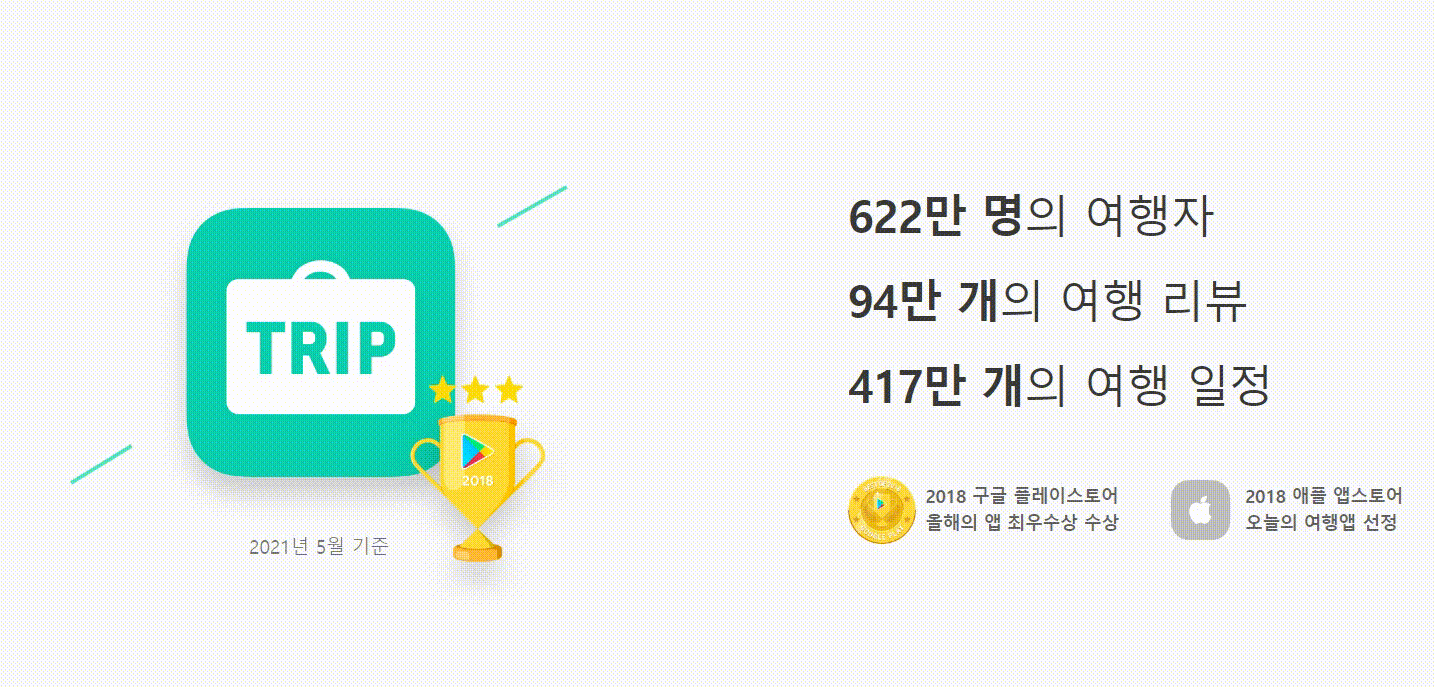 TRIP
2018
2021년 5월 기준
622만 명의 여행자
94만 개의 여행 리뷰
417만 개의 여행 일정
2018 구글 플레이스토어
올해의 앱 최우수상 수상
2018 애플 앱스토어
오늘의 여행앱 선정